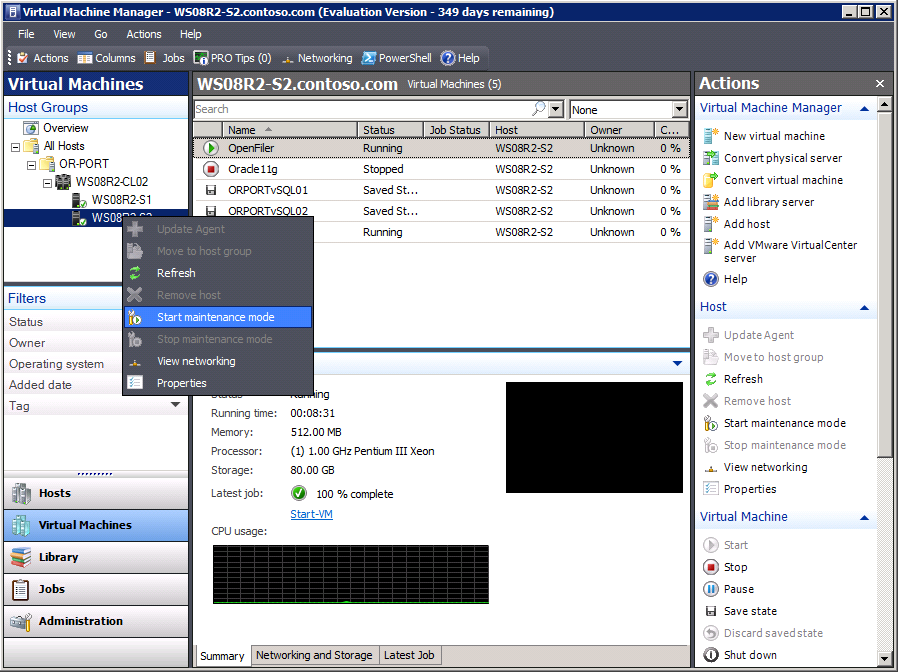 Virtual Machine Manager - WS08R2-S2.contoso.com (Evaluation Version - 349 days remaining)
File View Go Actions Help
Actions Columns Jobs PRO Tips (0) Networking PowerShell Help
Virtual Machines
Host Groups
Overview
All Hosts
OR-PORT
WS08R2-CL02
WS08R2-S1
Update Agent
Move to host group
Refresh
Remove host
Start maintenance mode
Stop maintenance mode
View networking
Properties
Filters
Status
Owner
Operating system
Added date
Tag
Hosts
Virtual Machines
Library
Jobs
Administration
WS08R2-S2.contoso.com Virtual Machines (5)
Search None
Name Status Job Status Host Owner C...
OpenFiler Running WS08R2-S2 Unknown 0 %
Oracle11g Stopped WS08R2-S2 Unknown 0 %
ORPORTvSQL01 Saved St... WS08R2-S2 Unknown 0 %
ORPORTvSQL02 Saved St... WS08R2-S2 Unknown 0 %
Running WS08R2-S2 Unknown 0 %
Status Running
Running time: 00:08:31
Memory: 512.00 MB
Processor: (1) 1.00 GHz Pentium III Xeon
Storage: 80.00 GB
Latest job: 100 % complete
Start-VM
CPU usage:
Summary Networking and Storage Latest Job
Actions
Virtual Machine Manager
New virtual machine
Convert physical server
Convert virtual machine
Add library server
Add host
Add VMware VirtualCenter
server
Help
Host
Update Agent
Move to host group
Refresh
Remove host
Start maintenance mode
Stop maintenance mode
View networking
Properties
Virtual Machine
Start
Stop
Pause
Save state
Discard saved state
Shut down